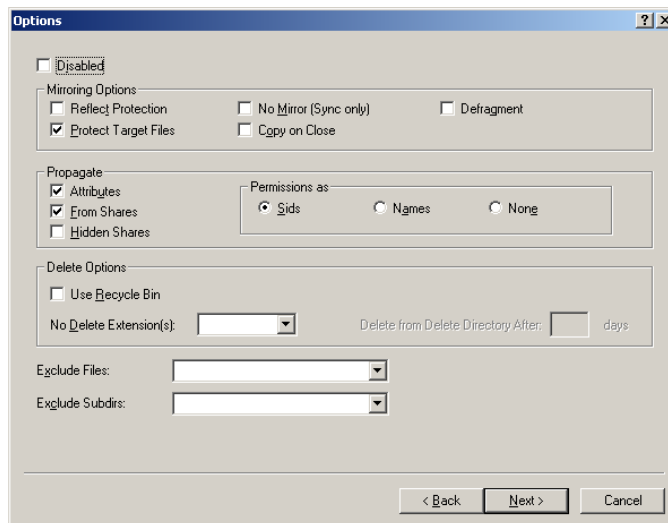 Options
Disabled
Mirroring Options
Reflect Protection
No Mirror (Sync only)
Defragment
Protect Target Files
Copy on Close
Propagate
Attributes
From Shares
Hidden Shares
Permissions as
Sids
Names
None
Delete Options
Use Recycle Bin
No Delete Extension(s):
Delete from Delete Directory After:
days
Exclude Files:
Exclude Subdirs:
< Back
Next >
Cancel